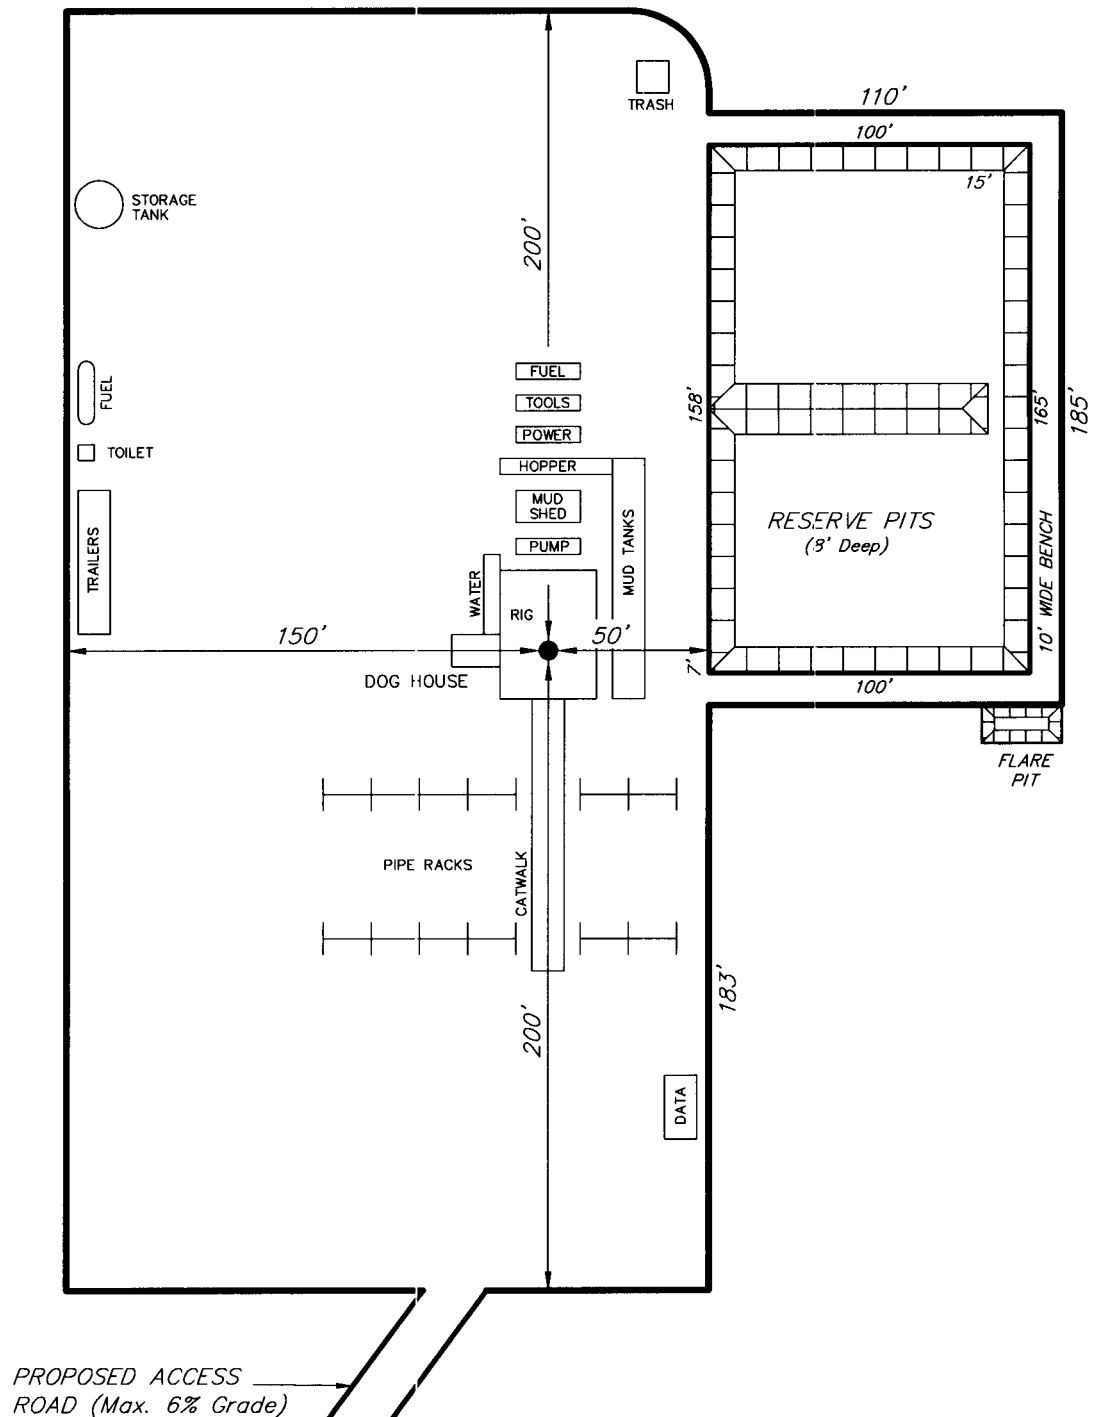 TRASH
110'
100'
15'
STORAGE
TANK
200'
FUEL
FUEL
TOOLS
POWER
TOILET
HOPPER
158'
165'
185'
MUD
SHED
MUD TANKS
RESERVE PITS
(8' Deep)
TRAILERS
PUMP
WATER
RIG
10' WIDE BENCH
150'
50'
7'
DOG HOUSE
100'
FLARE
PIT
PIPE RACKS
CATWALK
183'
200'
DATA
PROPOSED ACCESS
ROAD (Max. 6% Grade)